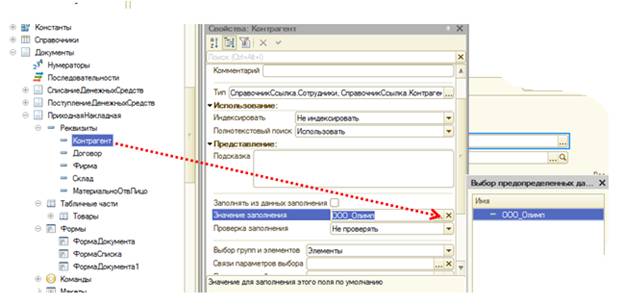 Константы
Справочники
Документы
Нумераторы
Последовательности
СписаниеДенежныхСредств
ПоступлениеДенежныхСредств
ПриходнаяНакладная
Реквизиты
Контрагент
Договор
Фирма
Склад
МатериальноОтвЛицо
Табличные части
Товары
Формы
ФормаДокумента
ФормаСписка
ФормаДокумента1
Команды
Макеты
Свойства: Контрагент
Поиск (Ctrl+Alt+I)
Комментарий
Тип СправочникСсылка.Сотрудники, СправочникСсылка.Контраген ...
Использование:
Индексировать Не индексировать
Полнотекстовый поиск Использовать
Представление:
Подсказка
Заполнять из данных заполнения
Значение заполнения ООО_Олимп ...
Проверка заполнения Не проверять
Выбор групп и элементов Элементы
Связи параметров выбора ...
Значение для заполнения этого поля по умолчанию
...
...
Выбор предопределенных да...
Имя
ООО_Олимп